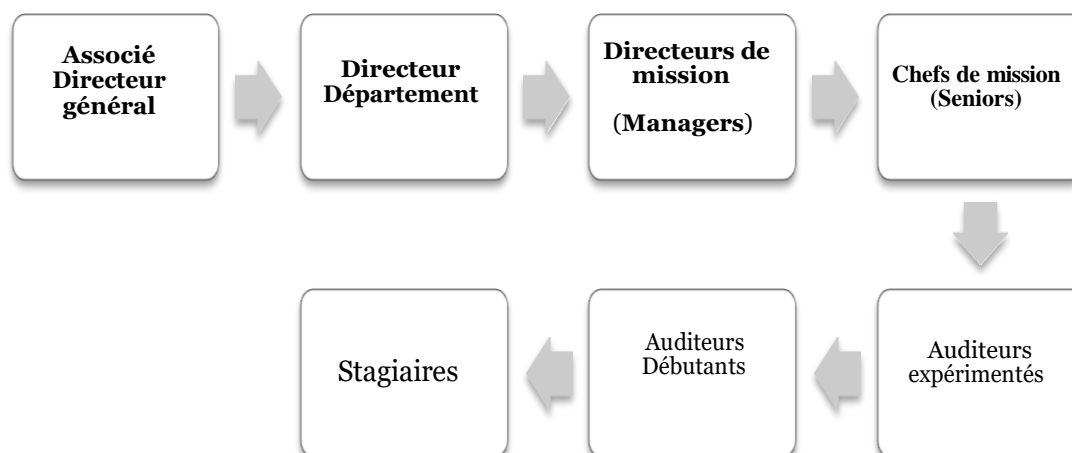 Associé
Directeur
général
Directeur
Département
Directeurs de
mission
(Managers)
Chefs de mission
(Seniors)
Auditeurs
expérimentés
Auditeurs
Débutants
Stagiaires